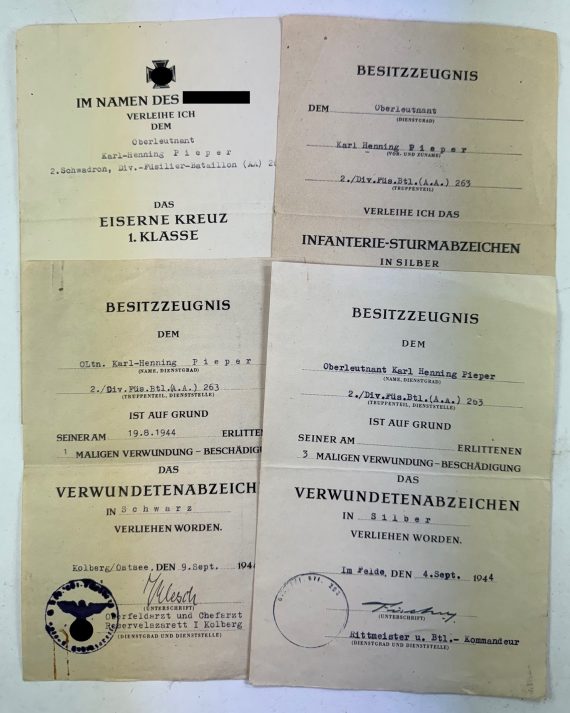 IM NAMEN DES
VERLEIHE ICH
DEM
Oberleutnant
Karl-Henning Pieper
2.Schwadron, Div.-Füsilier-Bataillon (AA) 26
DAS
EISERNE KREUZ
1. KLASSE
BESITZZEUGNIS
DEM Oberleutnant
(DIENSTGRAD)
Karl Henning Pieper
(VOR- UND ZUNAME)
2./Div.Füs.Btl.(A.A.) 263
(TRUPPENTEIL)
VERLEIHE ICH DAS
INFANTERIE-STURMABZEICHEN
IN SILBER
BESITZZEUGNIS
DEM
OLtn. Karl-Henning Pieper
(NAME, DIENSTGRAD)
2./Div.Füs.Btl.(A.A.) 263
(TRUPPENTEIL, DIENSTSTELLE)
IST AUF GRUND
SEINER AM 19.8.1944 ERLITTENEN
1 MALIGEN VERWUNDUNG – BESCHÄDIGUNG
DAS
VERWUNDETENABZEICH
IN Schwarz
VERLIEHEN WORDEN.
Kolberg/Ostsee, DEN 9.Sept. 1944
(UNTERSCHRIFT)
Oberfeldarzt und Chefarzt
Reservelazarett I Kolberg
(DIENSTGRAD UND DIENSTSTELLE)
BESITZZEUGNIS
DEM
Oberleutnant Karl Henning Pieper
(NAME, DIENSTGRAD)
2./Div.Füs.Btl.(A.A.) 263
(TRUPPENTEIL, DIENSTSTELLE)
IST AUF GRUND
SEINER AM ERLITTENEN
3 MALIGEN VERWUNDUNG – BESCHÄDIGUNG
DAS
VERWUNDETENABZEICHEN
IN Silber
VERLIEHEN WORDEN.
Im Felde, DEN 4.Sept. 1944
(UNTERSCHRIFT)
Rittmeister u. Btl.- Kommandeur
(DIENSTGRAD UND DIENSTSTELLE)